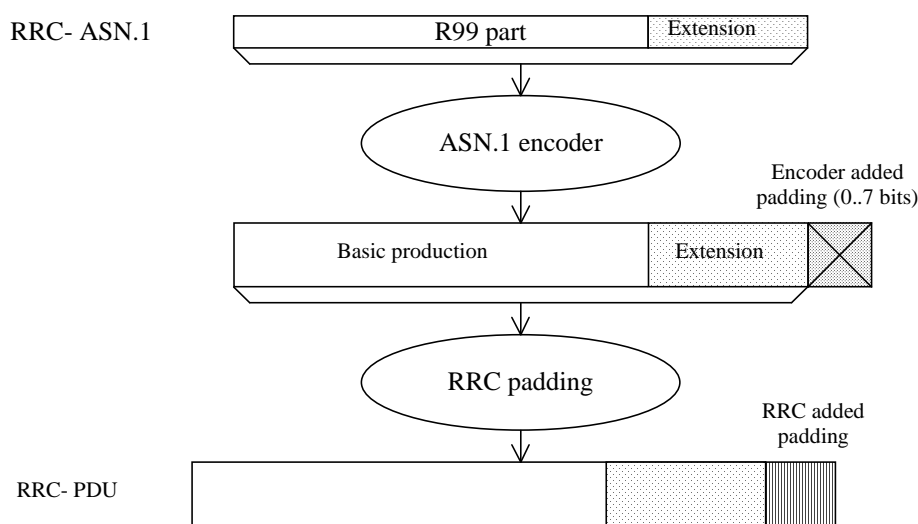 RRC- ASN.1
R99 part
Extension
ASN.1 encoder
Encoder added
padding (0..7 bits)
Basic production
Extension
RRC padding
RRC added
padding
RRC- PDU